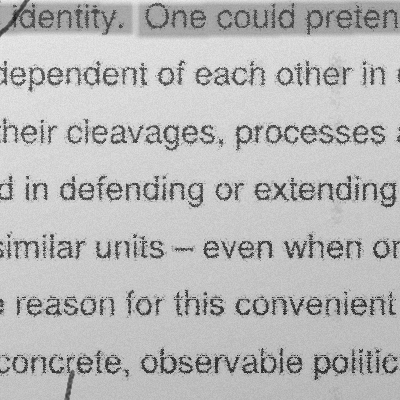 identity. One could preten
dependent of each other in
their cleavages, processes
d in defending or extending
similar units – even when or
reason for this convenient
concrete, observable politic